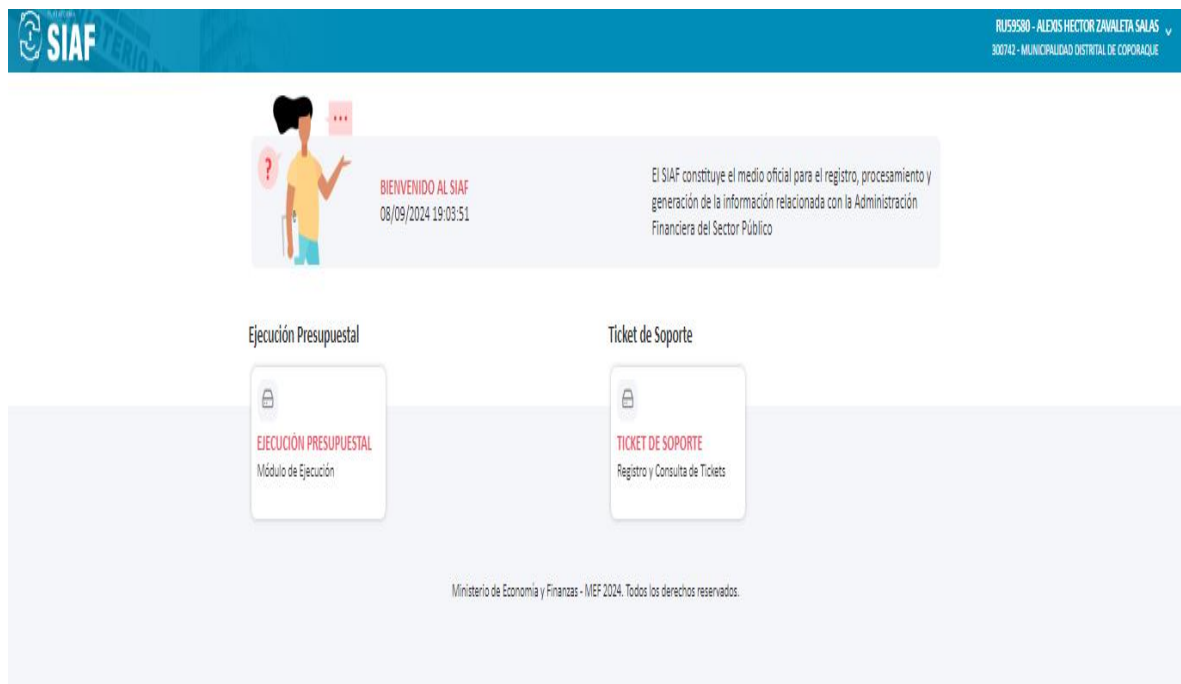 SIAF
RU59580 - ALEXIS HECTOR ZAVALETA SALAS
300742 - MUNICIPALIDAD DISTRITAL DE COPORAQUE
?
...
BIENVENIDO AL SIAF
08/09/2024 19:03:51
El SIAF constituye el medio oficial para el registro, procesamiento y
generación de la información relacionada con la Administración
Financiera del Sector Público
Ejecución Presupuestal
Ticket de Soporte
EJECUCIÓN PRESUPUESTAL
Módulo de Ejecución
TICKET DE SOPORTE
Registro y Consulta de Tickets
Ministerio de Economía y Finanzas - MEF 2024. Todos los derechos reservados.